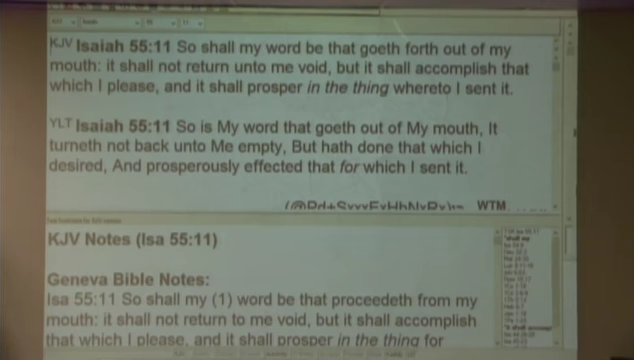 KJV Isaiah 55:11 So shall my word be that goeth forth out of my
mouth: it shall not return unto me void, but it shall accomplish that
which I please, and it shall prosper in the thing whereto I sent it.
YLT Isaiah 55:11 So is My word that goeth out of My mouth, It
turneth not back unto Me empty, But hath done that which I
desired, And prosperously effected that for which I sent it.
WTM
KJV Notes (Isa 55:11)
Geneva Bible Notes:
Isa 55:11 So shall my (1) word be that proceedeth from my
mouth: it shall not return to me void, but it shall accomplish
that which I please, and it shall prosper in the thing for